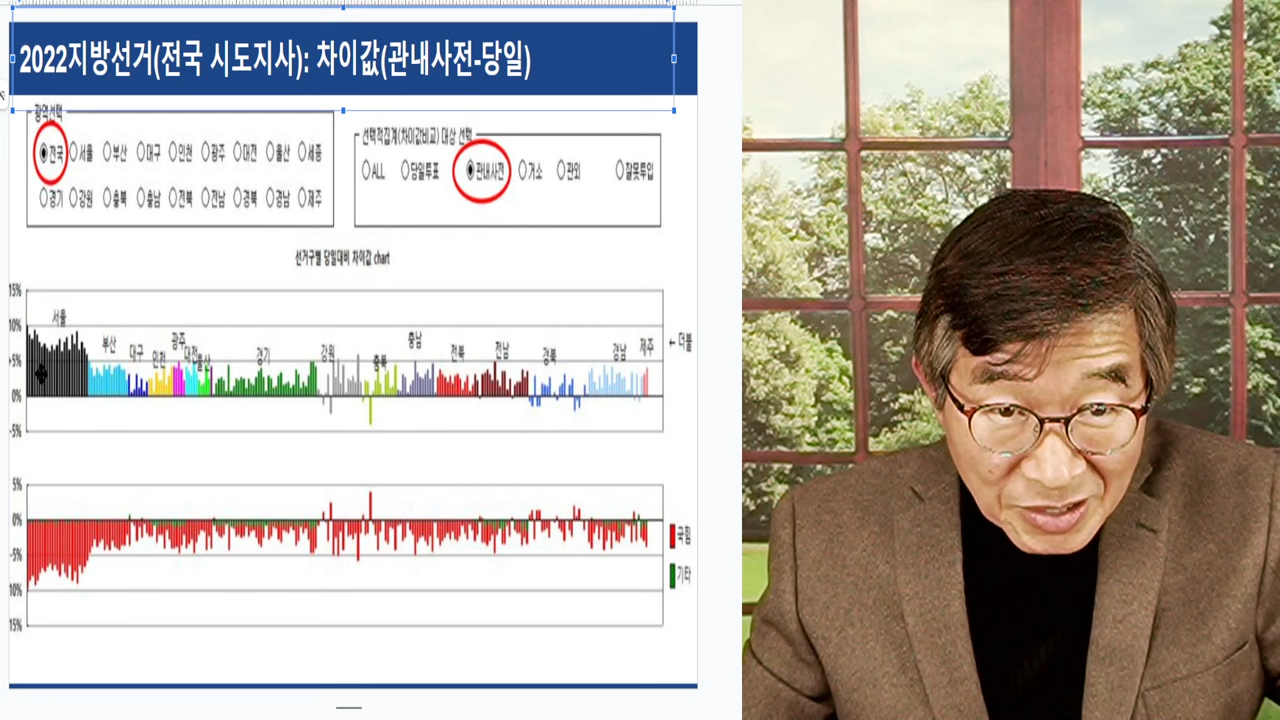 2022지방선거(전국 시도지사): 차이값(관내사전-당일)
광역선택
전국 서울 부산 대구 인천 광주 대전 울산 세종
경기 강원 충북 충남 전북 전남 경북 경남 제주
선택적집계(차이값비교) 대상 선택
ALL 당일투표 관내사전 거소 관외 잘못투입
선거구별 당일대비 차이값 chart
15%
10%
+5%
0%
-5%
서울 부산 대구 인천 광주 대전 울산 경기 강원 충북 충남 전북 전남 경북 경남 제주
← 더불
5%
0%
-5%
10%
15%
국힘
기타